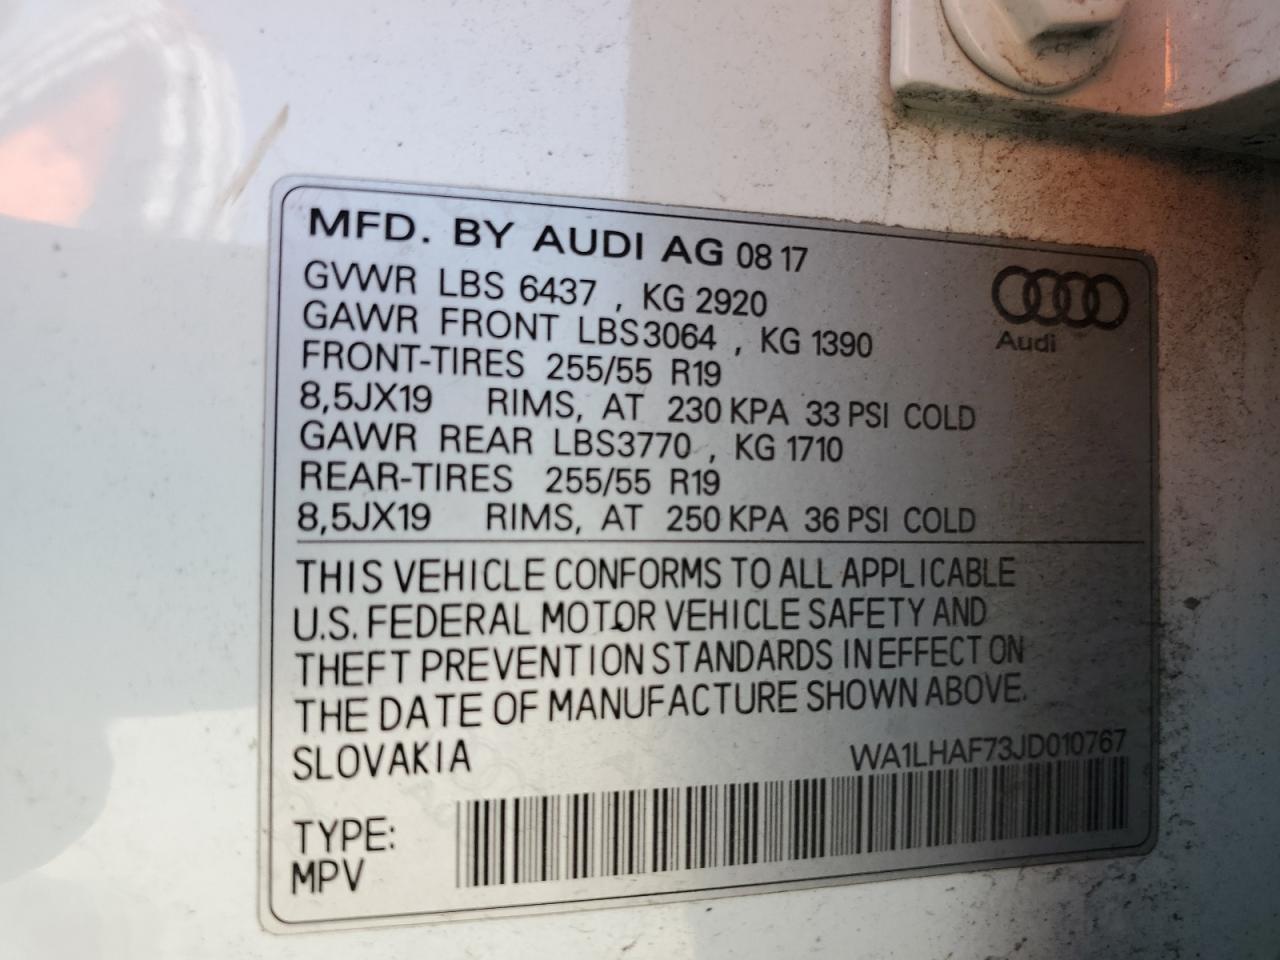 MFD. BY AUDI AG 08 17
GVWR LBS 6437 , KG 2920
GAWR FRONT LBS3064 , KG 1390
FRONT-TIRES 255/55 R19
8,5JX19 RIMS, AT 230 KPA 33 PSI COLD
GAWR REAR LBS3770 , KG 1710
REAR-TIRES 255/55 R19
8,5JX19 RIMS, AT 250 KPA 36 PSI COLD
Audi
THIS VEHICLE CONFORMS TO ALL APPLICABLE
U.S. FEDERAL MOTOR VEHICLE SAFETY AND
THEFT PREVENTION STANDARDS IN EFFECT ON
THE DATE OF MANUFACTURE SHOWN ABOVE.
SLOVAKIA WA1LHAF73JD010767
TYPE:
MPV